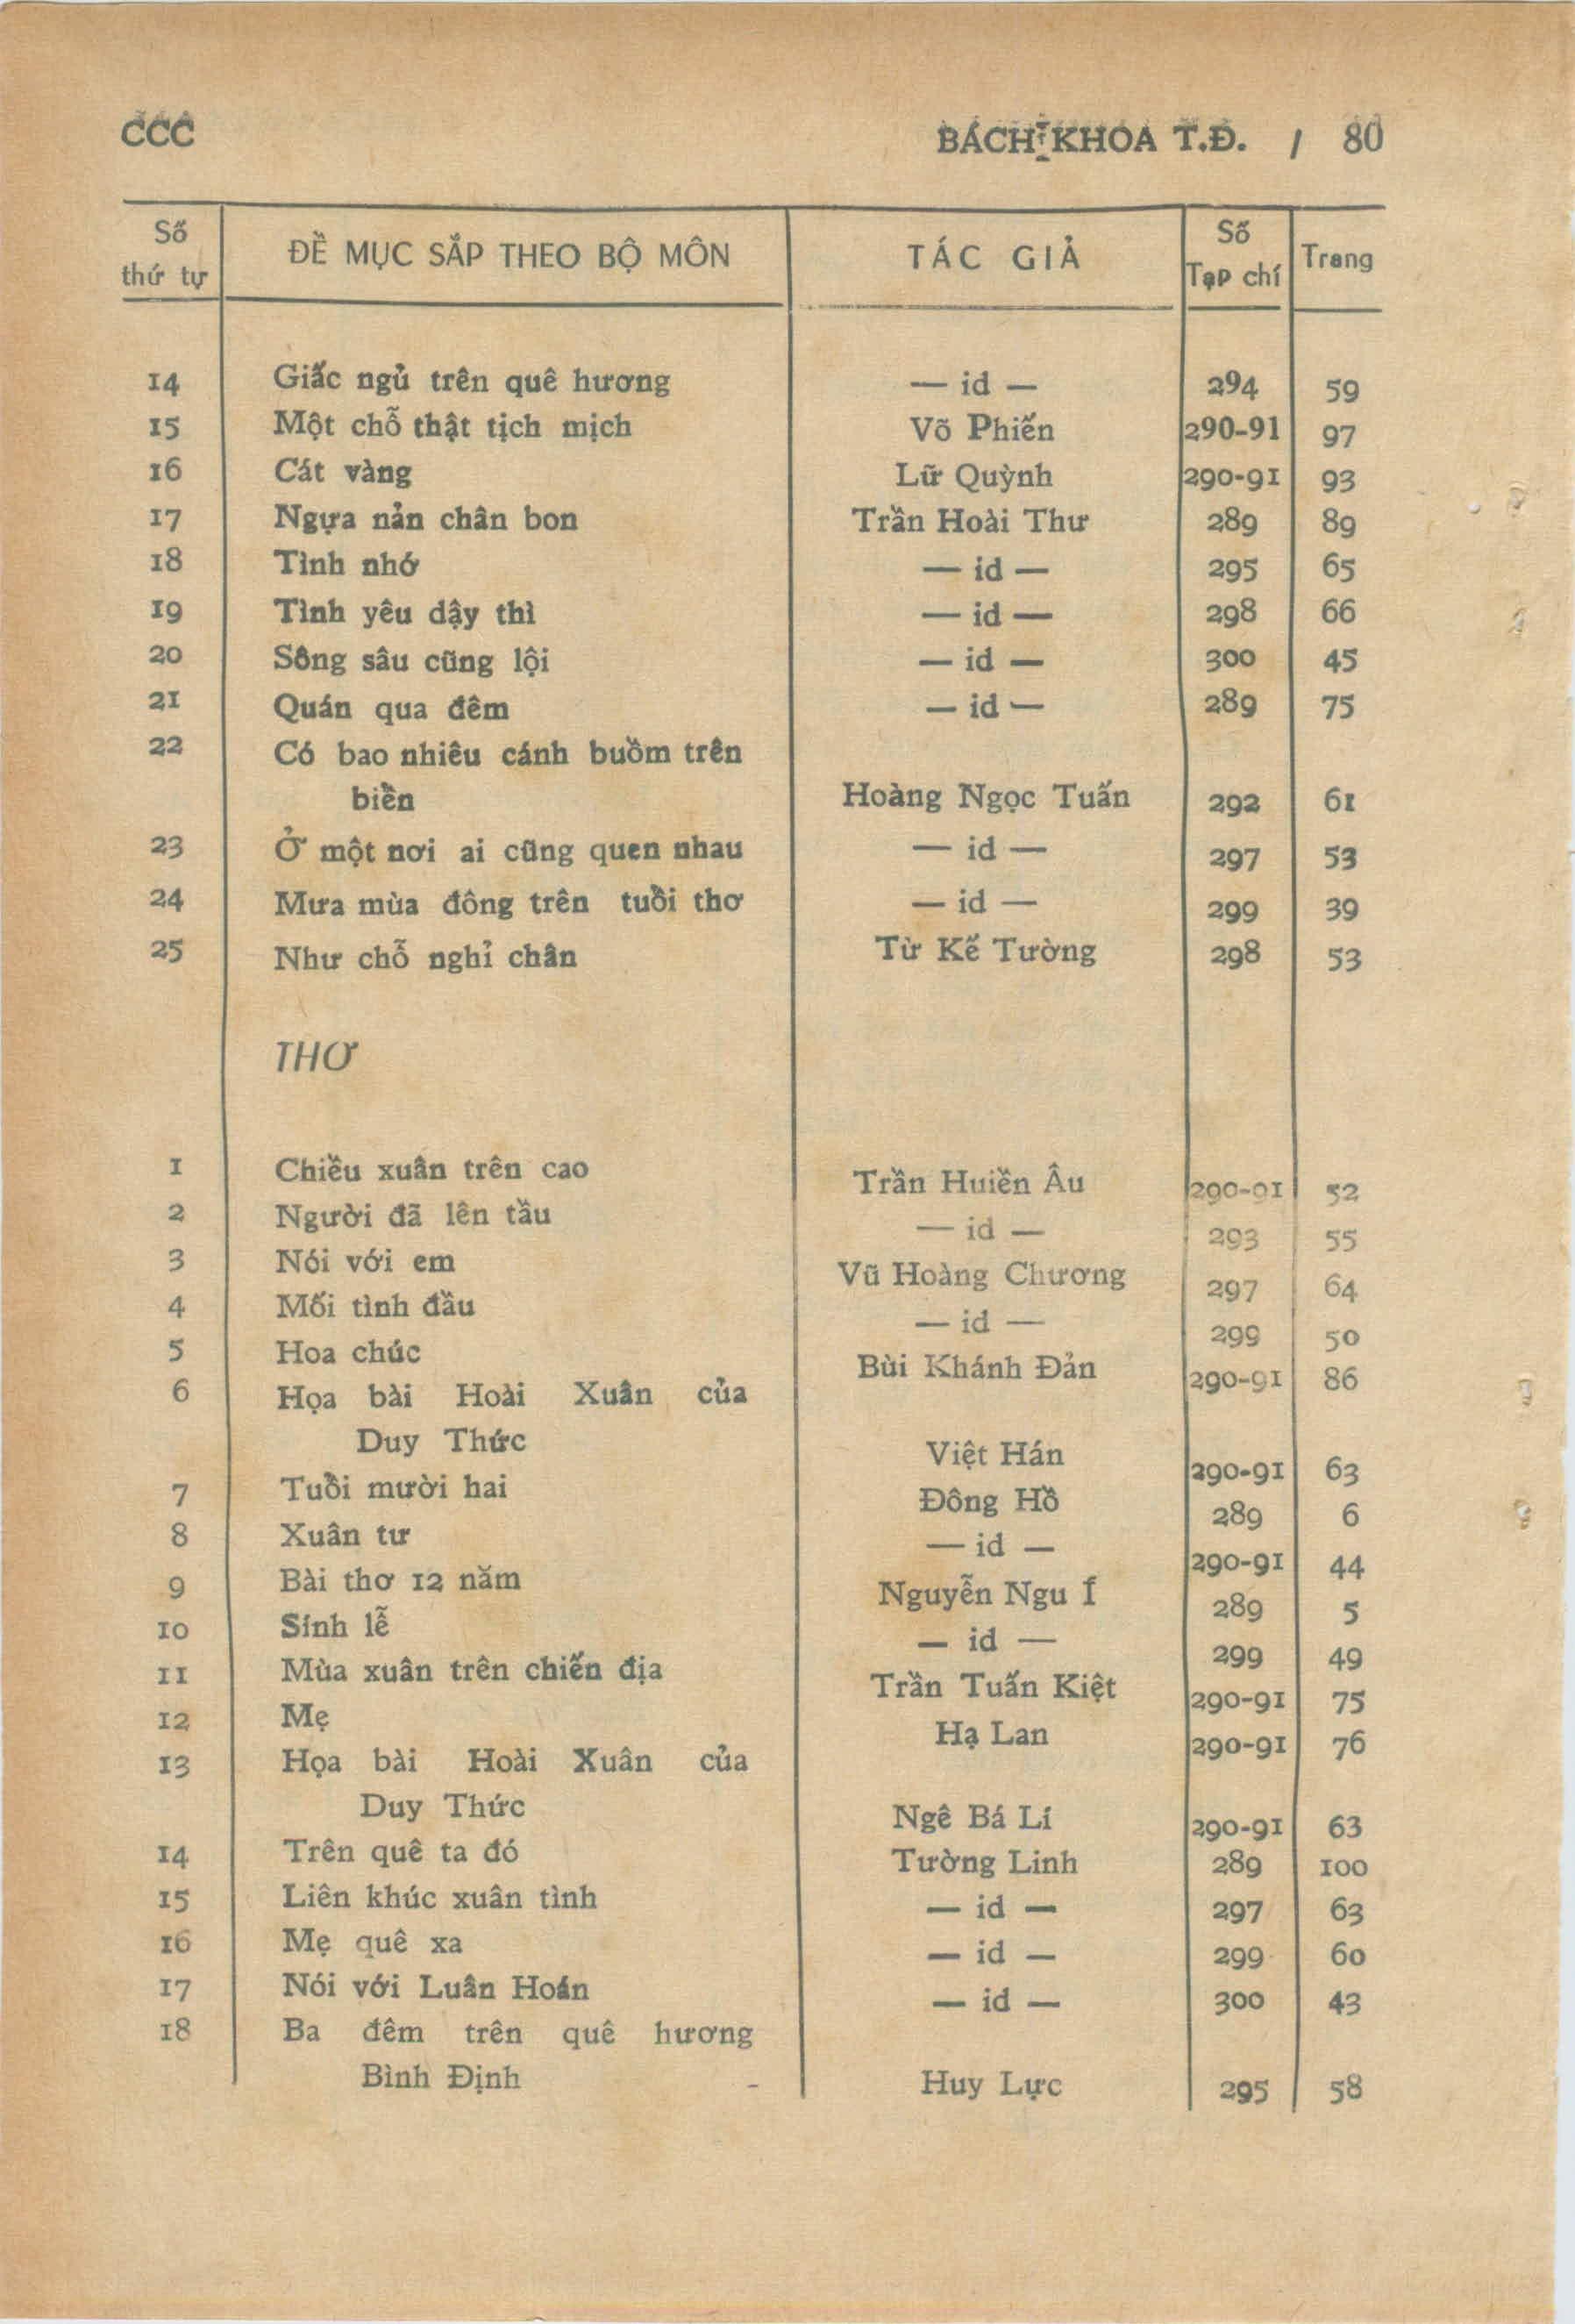 CCC BÁCH KHOA T.Đ. / 80
Số thứ tự ĐỀ MỤC SẮP THEO BỘ MÔN TÁC GIẢ Số Tạp chí Trang
14 Giấc ngủ trên quê hương — id — 294 59
15 Một chỗ thật tịch mịch Võ Phiến 290-91 97
16 Cát vàng Lữ Quỳnh 290-91 93
17 Ngựa nản chân bon Trần Hoài Thư 289 89
18 Tình nhớ — id — 295 65
19 Tình yêu dậy thì — id — 298 66
20 Sông sâu cũng lội — id — 300 45
21 Quán qua đêm — id — 289 75
22 Có bao nhiêu cánh buồm trên
biển Hoàng Ngọc Tuấn 292 61
23 Ở một nơi ai cũng quen nhau — id — 297 53
24 Mưa mùa đông trên tuổi thơ — id — 299 39
25 Như chỗ nghỉ chân Từ Kế Tường 298 53
THƠ
1 Chiều xuân trên cao Trần Huiền Âu 290-91 52
2 Người đã lên tầu — id — 293 55
3 Nói với em Vũ Hoàng Chương 297 64
4 Mối tình đầu — id — 299 50
5 Hoa chúc Bùi Khánh Đản 290-91 86
6 Họa bài Hoài Xuân của
Duy Thức Việt Hán 290-91 63
7 Tuổi mười hai Đông Hồ 289 6
8 Xuân tư — id — 290-91 44
9 Bài thơ 12 năm Nguyễn Ngu Í 289 5
10 Sính lễ — id — 299 49
11 Mùa xuân trên chiến địa Trần Tuấn Kiệt 290-91 75
12 Mẹ Hạ Lan 290-91 76
13 Họa bài Hoài Xuân của
Duy Thức Ngê Bá Lí 290-91 63
14 Trên quê ta đó Tường Linh 289 100
15 Liên khúc xuân tình — id — 297 63
16 Mẹ quê xa — id — 299 60
17 Nói với Luân Hoán — id — 300 43
18 Ba đêm trên quê hương
Bình Định Huy Lực 295 58